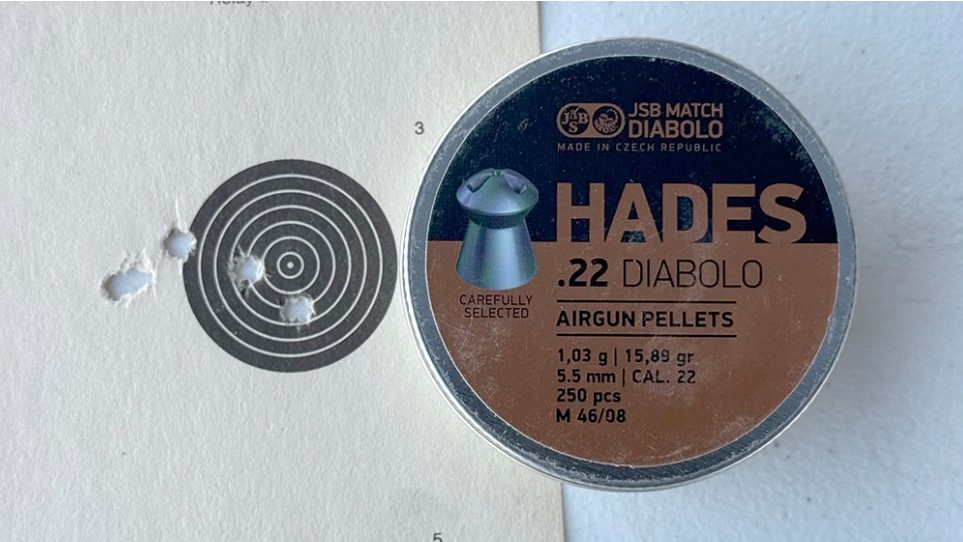 3
JSB
JSB MATCH
DIABOLO
MADE IN CZECH REPUBLIC
HADES
.22 DIABOLO
CAREFULLY
SELECTED
AIRGUN PELLETS
1,03 g | 15,89 gr
5.5 mm | CAL. 22
250 pcs
M 46/08
5